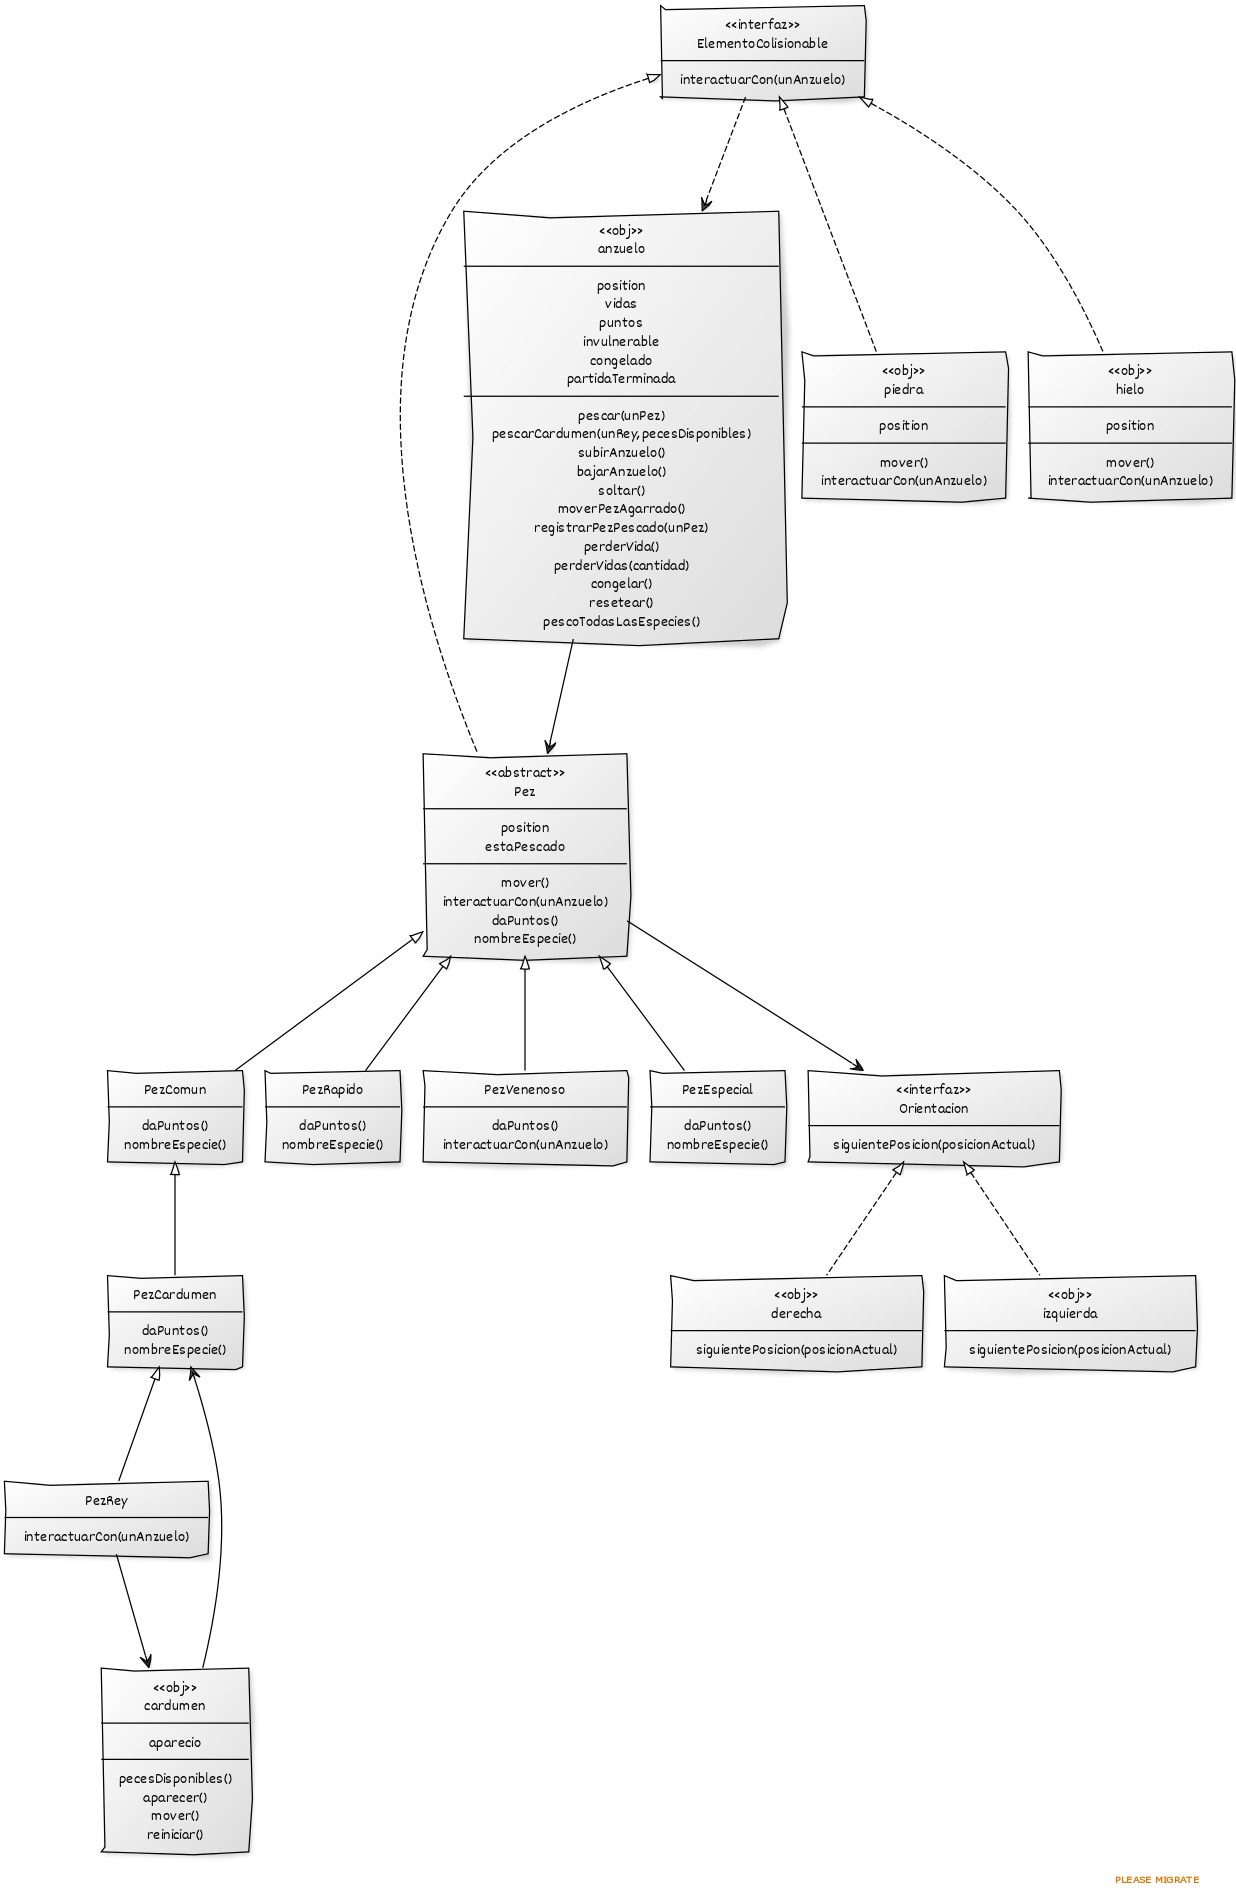 <<interfaz>>
ElementoColisionable
interactuarCon(unAnzuelo)
<<obj>>
anzuelo
position
vidas
puntos
invulnerable
congelado
partidaTerminada
pescar(unPez)
pescarCardumen(unRey,pecesDisponibles)
subirAnzuelo()
bajarAnzuelo()
soltar()
moverPezAgarrado()
registrarPezPescado(unPez)
perderVida()
perderVidas(cantidad)
congelar()
resetear()
pescoTodasLasEspecies()
<<obj>>
piedra
position
mover()
interactuarCon(unAnzuelo)
<<obj>>
hielo
position
mover()
interactuarCon(unAnzuelo)
<<abstract>>
Pez
position
estaPescado
mover()
interactuarCon(unAnzuelo)
daPuntos()
nombreEspecie()
PezComun
daPuntos()
nombreEspecie()
PezRapido
daPuntos()
nombreEspecie()
PezVenenoso
daPuntos()
interactuarCon(unAnzuelo)
PezEspecial
daPuntos()
nombreEspecie()
<<interfaz>>
Orientacion
siguientePosicion(posicionActual)
PezCardumen
daPuntos()
nombreEspecie()
<<obj>>
derecha
siguientePosicion(posicionActual)
<<obj>>
izquierda
siguientePosicion(posicionActual)
PezRey
interactuarCon(unAnzuelo)
<<obj>>
cardumen
aparecio
pecesDisponibles()
aparecer()
mover()
reiniciar()
PLEASE MIGRATE